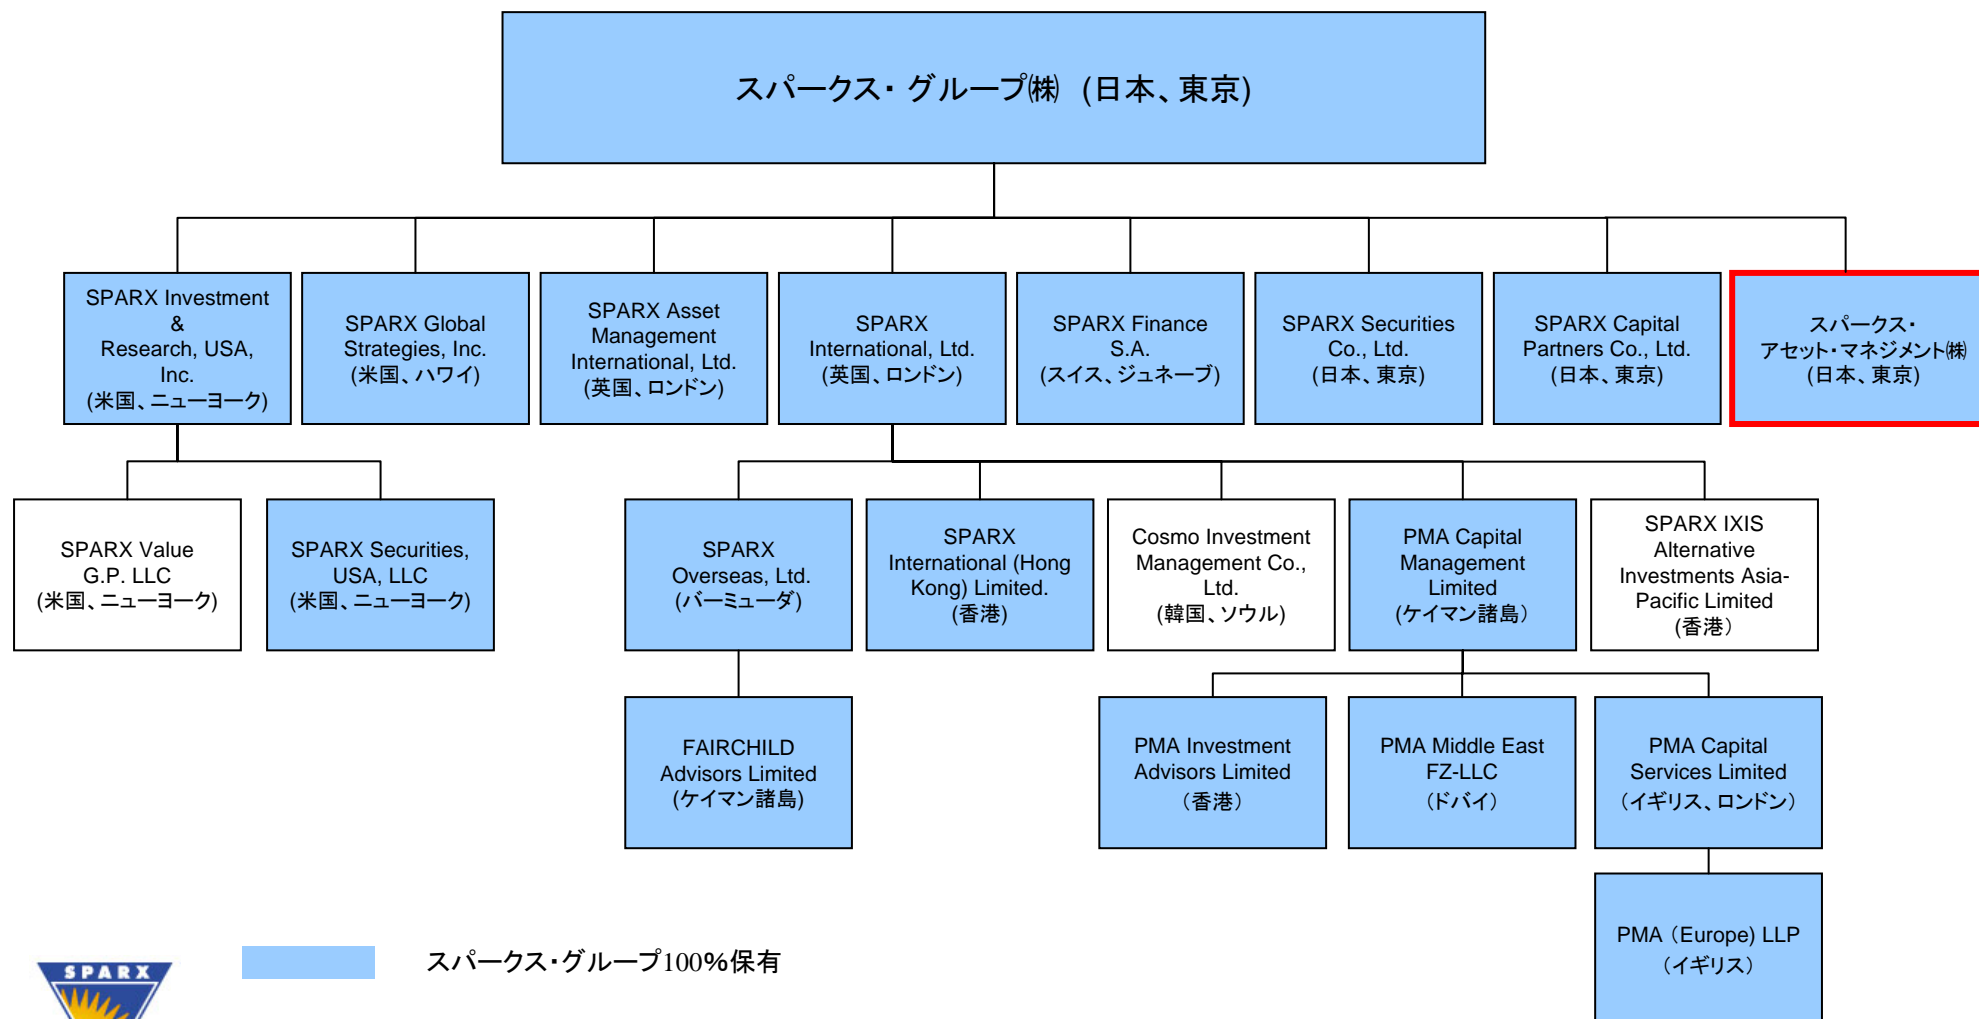 スパークス・グループ㈱ (日本、東京)
SPARX Investment
&
Research, USA,
Inc.
(米国、ニューヨーク)
SPARX Global
Strategies, Inc.
(米国、ハワイ)
SPARX Asset
Management
International, Ltd.
(英国、ロンドン)
SPARX
International, Ltd.
(英国、ロンドン)
SPARX Finance
S.A.
(スイス、ジュネーブ)
SPARX Securities
Co., Ltd.
(日本、東京)
SPARX Capital
Partners Co., Ltd.
(日本、東京)
スパークス・
アセット・マネジメント㈱
(日本、東京)
SPARX Value
G.P. LLC
(米国、ニューヨーク)
SPARX Securities,
USA, LLC
(米国、ニューヨーク)
SPARX
Overseas, Ltd.
(バーミューダ)
SPARX
International (Hong
Kong) Limited.
(香港)
Cosmo Investment
Management Co.,
Ltd.
(韓国、ソウル)
PMA Capital
Management
Limited
(ケイマン諸島）
SPARX IXIS
Alternative
Investments Asia-
Pacific Limited
(香港）
FAIRCHILD
Advisors Limited
(ケイマン諸島)
PMA Investment
Advisors Limited
（香港）
PMA Middle East
FZ-LLC
（ドバイ）
PMA Capital
Services Limited
（イギリス、ロンドン）
PMA（Europe) LLP
（イギリス）
スパークス・グループ100%保有
SPARX